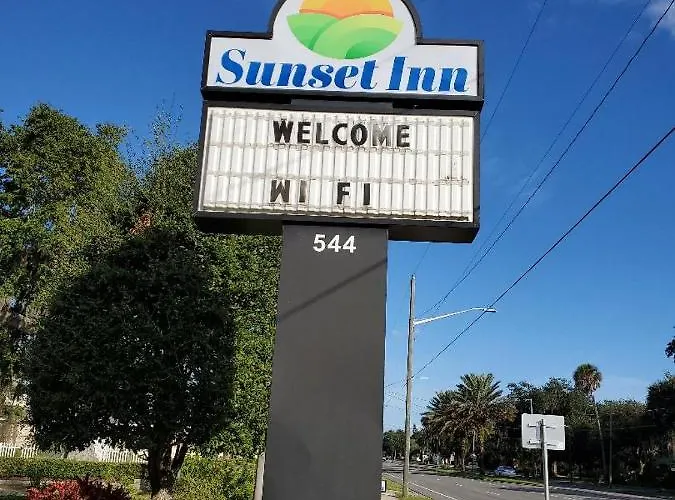 Sunset Inn
WELCOME
WI FI
544